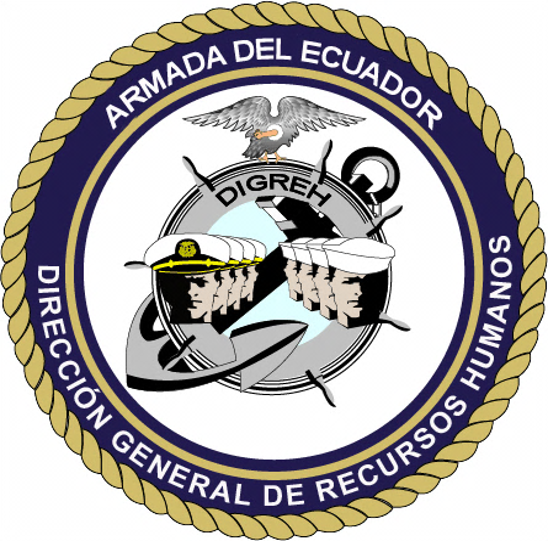 ARMADA DEL ECUADOR
DIGREH
DIRECCIÓN GENERAL DE RECURSOS HUMANOS